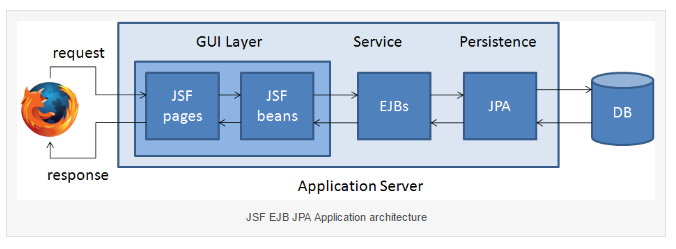 GUI Layer Service Persistence
request
JSF
pages
JSF
beans
EJBs
JPA
DB
response
Application Server
JSF EJB JPA Application architecture